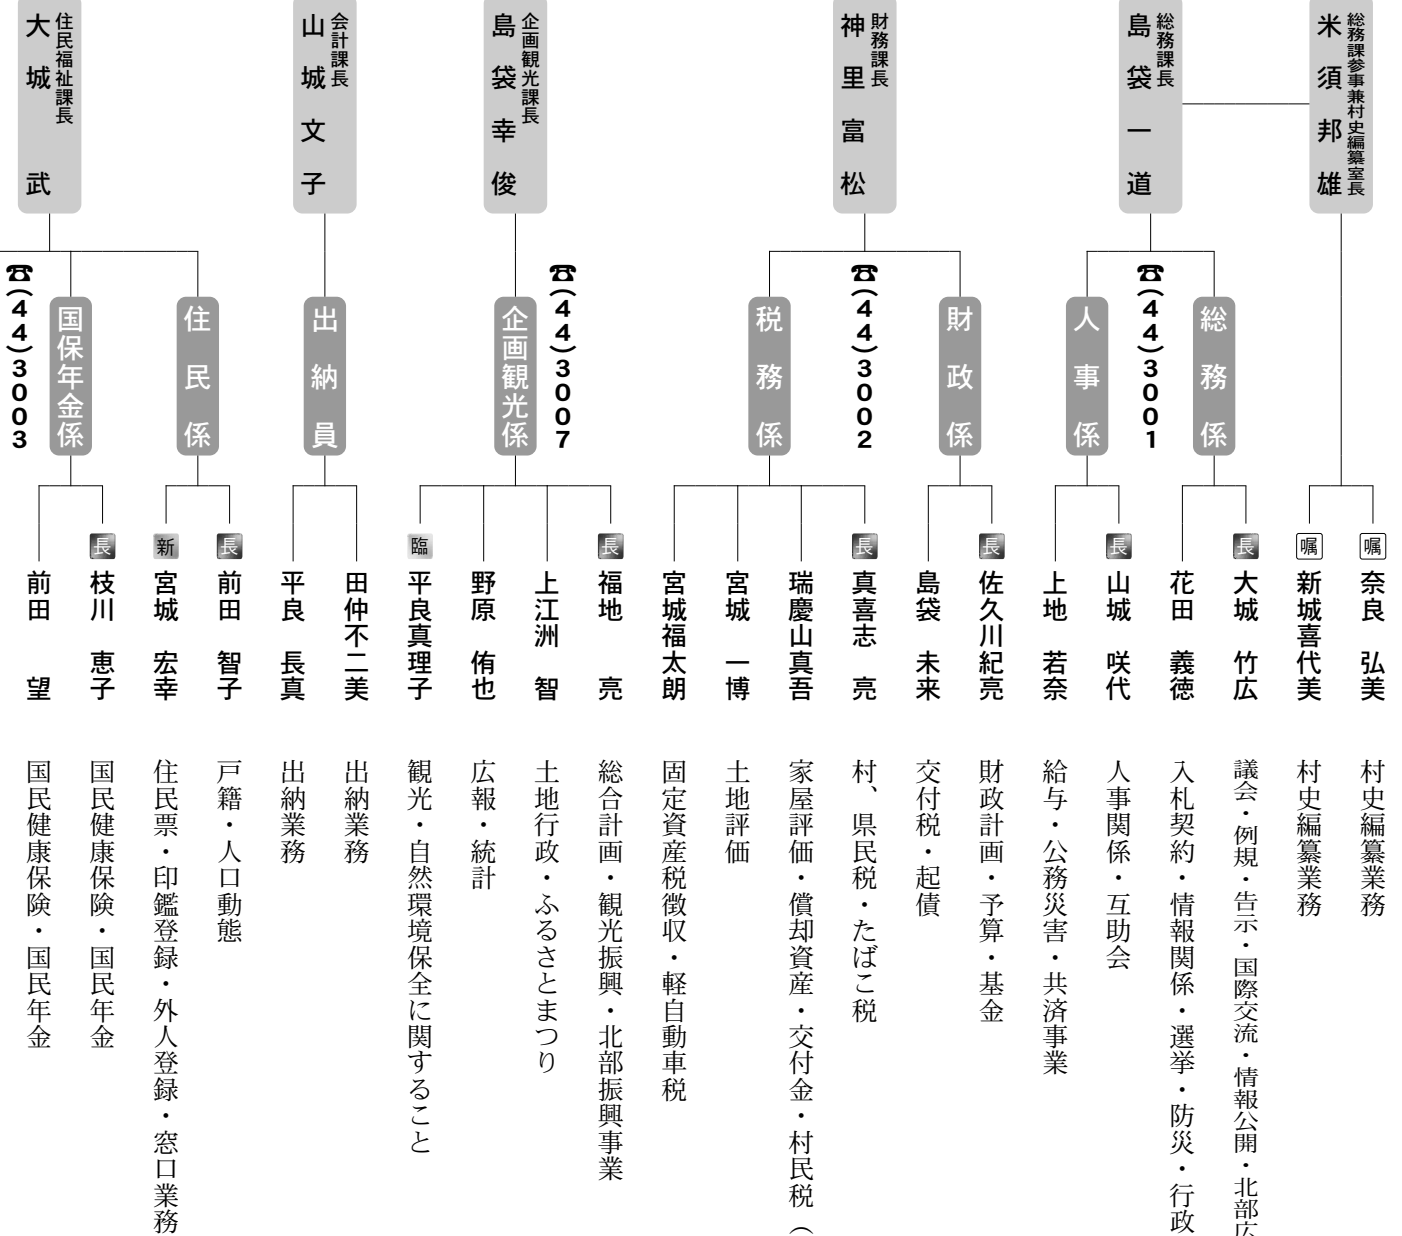 総務課参事兼村史編纂室長
米須邦雄
嘱
奈良 弘美
村史編纂業務
嘱
新城喜代美
村史編纂業務
総務課長
島袋一道
☎(44)3001
総務係
長
大城 竹広
議会・例規・告示・国際交流・情報公開・北部広
花田 義徳
入札契約・情報関係・選挙・防災・行政
人事係
長
山城 咲代
人事関係・互助会
上地 若奈
給与・公務災害・共済事業
財務課長
神里富松
☎(44)3002
財政係
長
佐久川紀亮
財政計画・予算・基金
島袋 未来
交付税・起債
税務係
長
真喜志 亮
村、県民税・たばこ税
瑞慶山真吾
家屋評価・償却資産・交付金・村民税(
宮城 一博
土地評価
宮城福太朗
固定資産税徴収・軽自動車税
企画観光課長
島袋幸俊
☎(44)3007
企画観光係
長
福地 亮
総合計画・観光振興・北部振興事業
上江洲 智
土地行政・ふるさとまつり
野原 侑也
広報・統計
臨
平良真理子
観光・自然環境保全に関すること
会計課長
山城文子
出納員
田仲不二美
出納業務
平良 長真
出納業務
住民福祉課長
大城 武
住民係
長
前田 智子
戸籍・人口動態
新
宮城 宏幸
住民票・印鑑登録・外人登録・窓口業務
国保年金係
長
枝川 恵子
国民健康保険・国民年金
前田 望
国民健康保険・国民年金
☎(44)3003